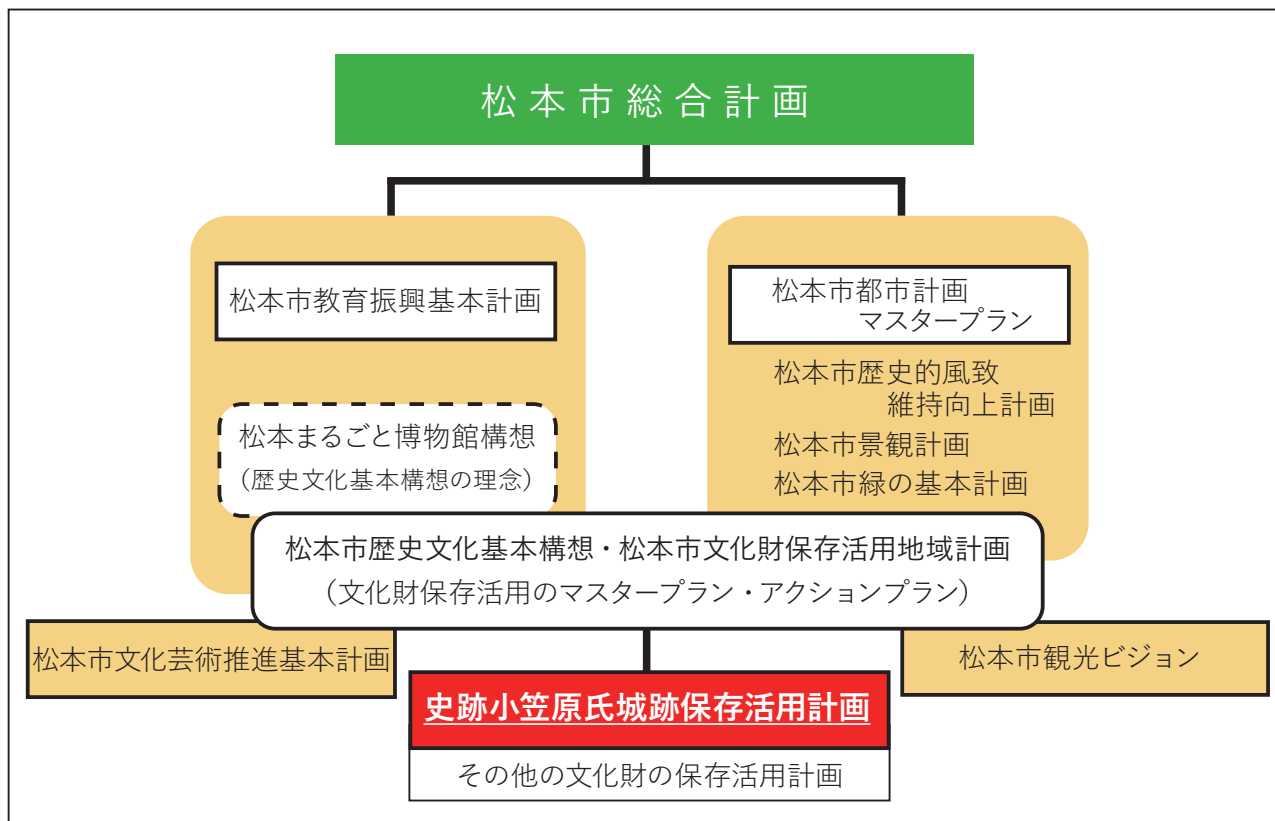 松本市総合計画
松本市教育振興基本計画
松本まるごと博物館構想
（歴史文化基本構想の理念）
松本市都市計画
マスタープラン
松本市歴史的風致
維持向上計画
松本市景観計画
松本市緑の基本計画
松本市歴史文化基本構想・松本市文化財保存活用地域計画
（文化財保存活用のマスタープラン・アクションプラン）
松本市文化芸術推進基本計画
松本市観光ビジョン
史跡小笠原氏城跡保存活用計画
その他の文化財の保存活用計画